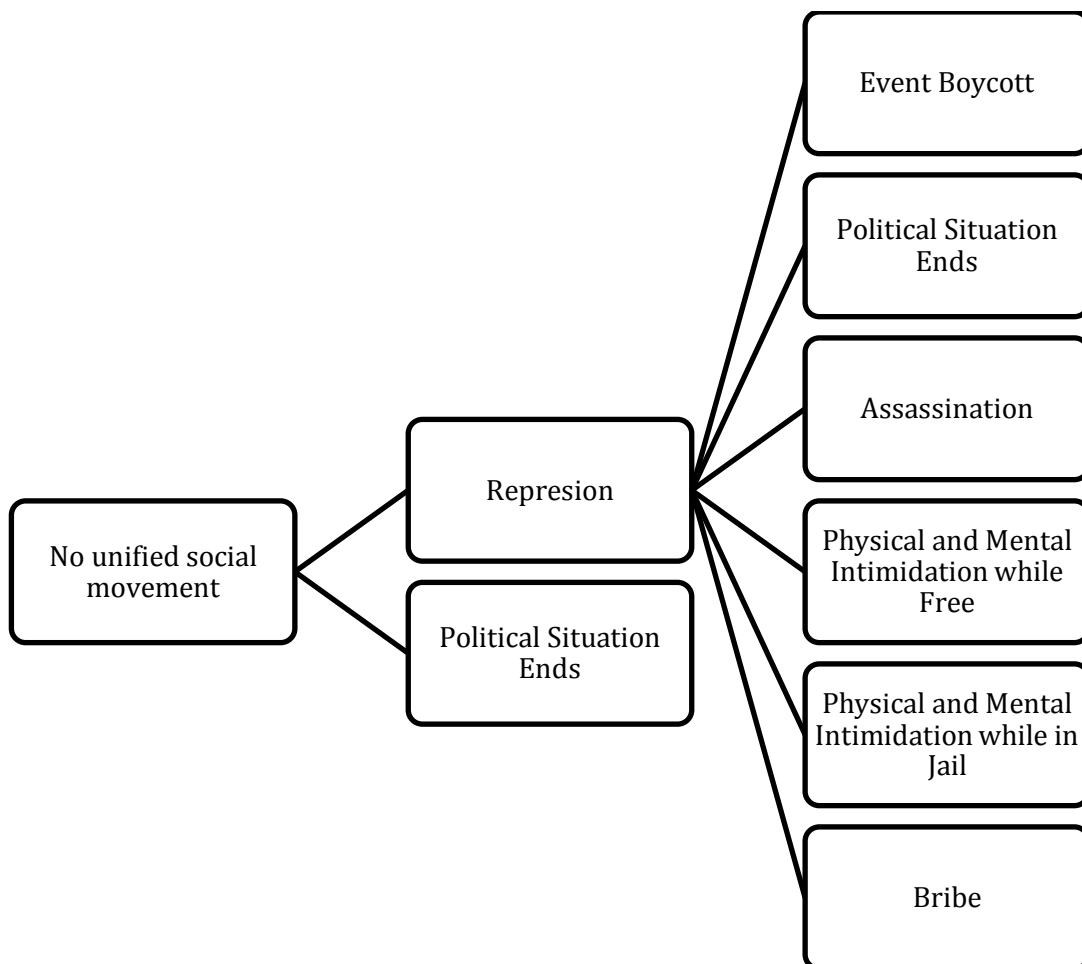 No unified social
movement
Represion
Political Situation
Ends
Event Boycott
Political Situation
Ends
Assassination
Physical and Mental
Intimidation while
Free
Physical and Mental
Intimidation while in
Jail
Bribe